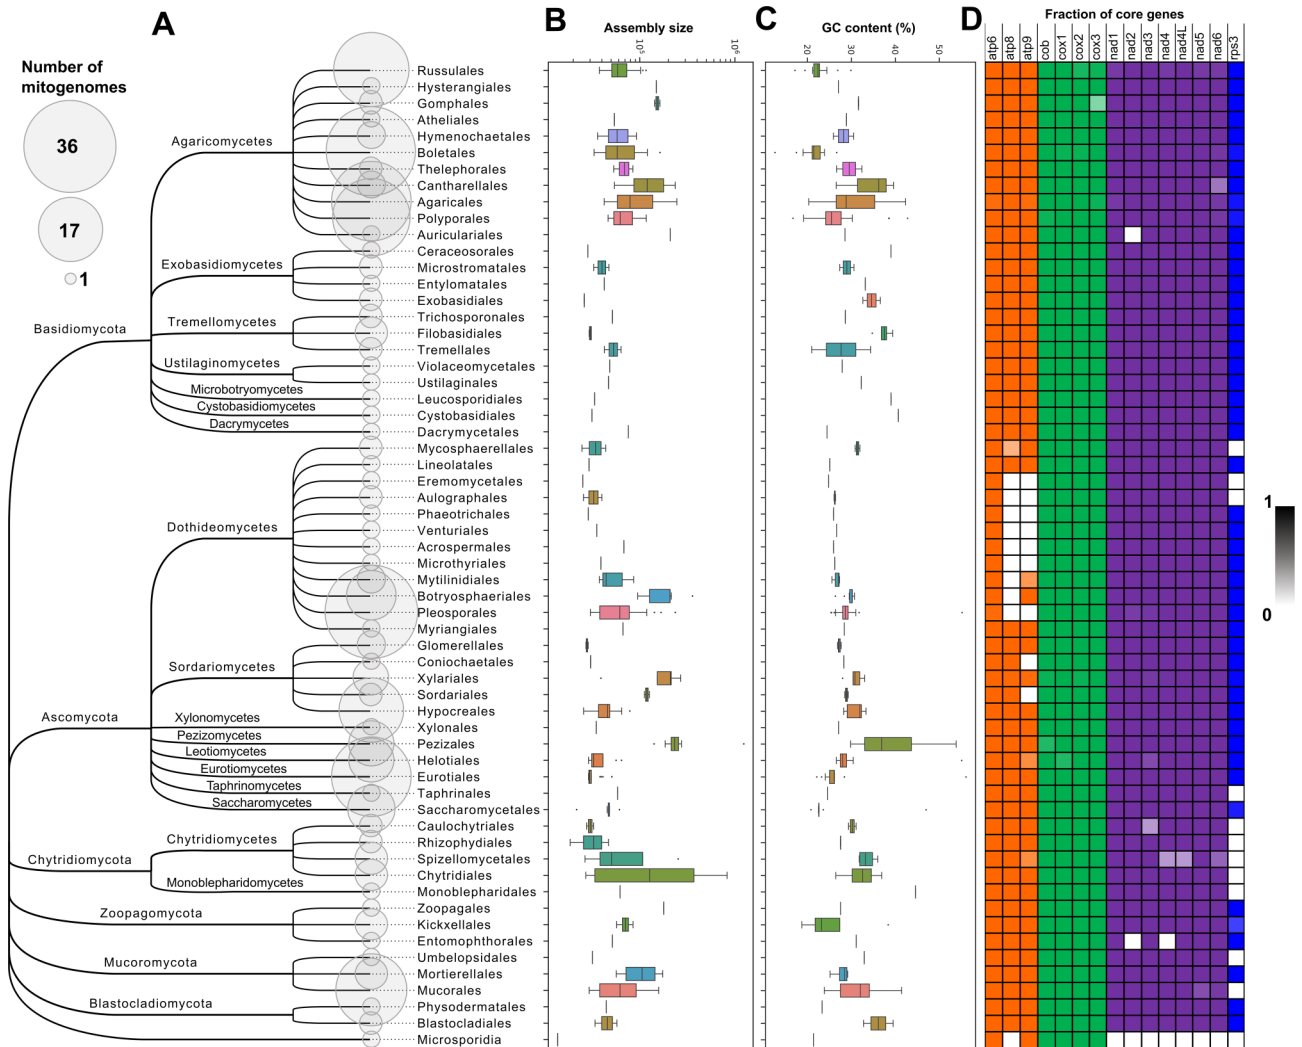 A
B
C
D
Assembly size
GC content (%)
Fraction of core genes
10⁵
10⁶
20
30
40
50
atp6
atp8
atp9
cob
cox1
cox2
cox3
nad1
nad2
nad3
nad4
nad4L
nad5
nad6
rps3
Number of
mitogenomes
36
17
1
Basidiomycota
Agaricomycetes
Exobasidiomycetes
Tremellomycetes
Ustilaginomycetes
Microbotryomycetes
Cystobasidiomycetes
Dacrymycetes
Ascomycota
Dothideomycetes
Sordariomycetes
Xylonomycetes
Pezizomycetes
Leotiomycetes
Eurotiomycetes
Taphrinomycetes
Saccharomycetes
Chytridiomycota
Chytridiomycetes
Monoblepharidomycetes
Zoopagomycota
Mucoromycota
Blastocladiomycota
Russulales
Hysterangiales
Gomphales
Atheliales
Hymenochaetales
Boletales
Thelephorales
Cantharellales
Agaricales
Polyporales
Auriculariales
Ceraceosorales
Microstromatales
Entylomatales
Exobasidiales
Trichosporonales
Filobasidiales
Tremellales
Violaceomycetales
Ustilaginales
Leucosporidiales
Cystobasidiales
Dacrymycetales
Mycosphaerellales
Lineolatales
Eremomycetales
Aulographales
Phaeotrichales
Venturiales
Acrospermales
Microthyriales
Mytilinidiales
Botryosphaeriales
Pleosporales
Myriangiales
Glomerellales
Coniochaetales
Xylariales
Sordariales
Hypocreales
Xylonales
Pezizales
Helotiales
Eurotiales
Taphrinales
Saccharomycetales
Caulochytriales
Rhizophydiales
Spizellomycetales
Chytridiales
Monoblepharidales
Zoopagales
Kickxellales
Entomophthorales
Umbelopsidales
Mortierellales
Mucorales
Physodermatales
Blastocladiales
Microsporidia
1
0